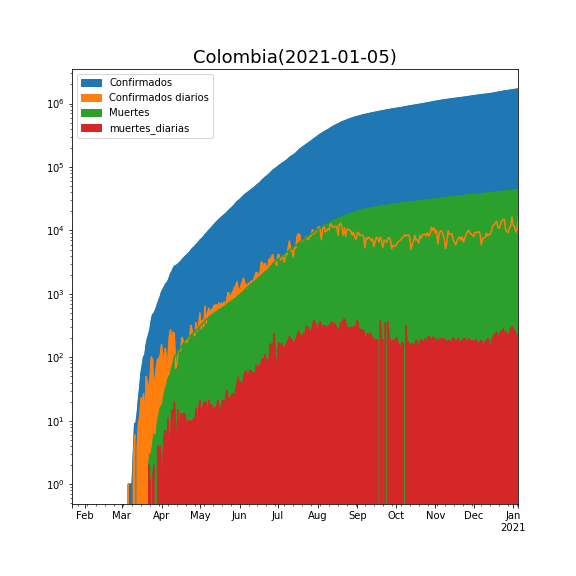 Colombia(2021-01-05)
Confirmados
Confirmados diarios
Muertes
muertes_diarias
10^6
10^5
10^4
10^3
10^2
10^1
10^0
Feb Mar Apr May Jun Jul Aug Sep Oct Nov Dec Jan
2021